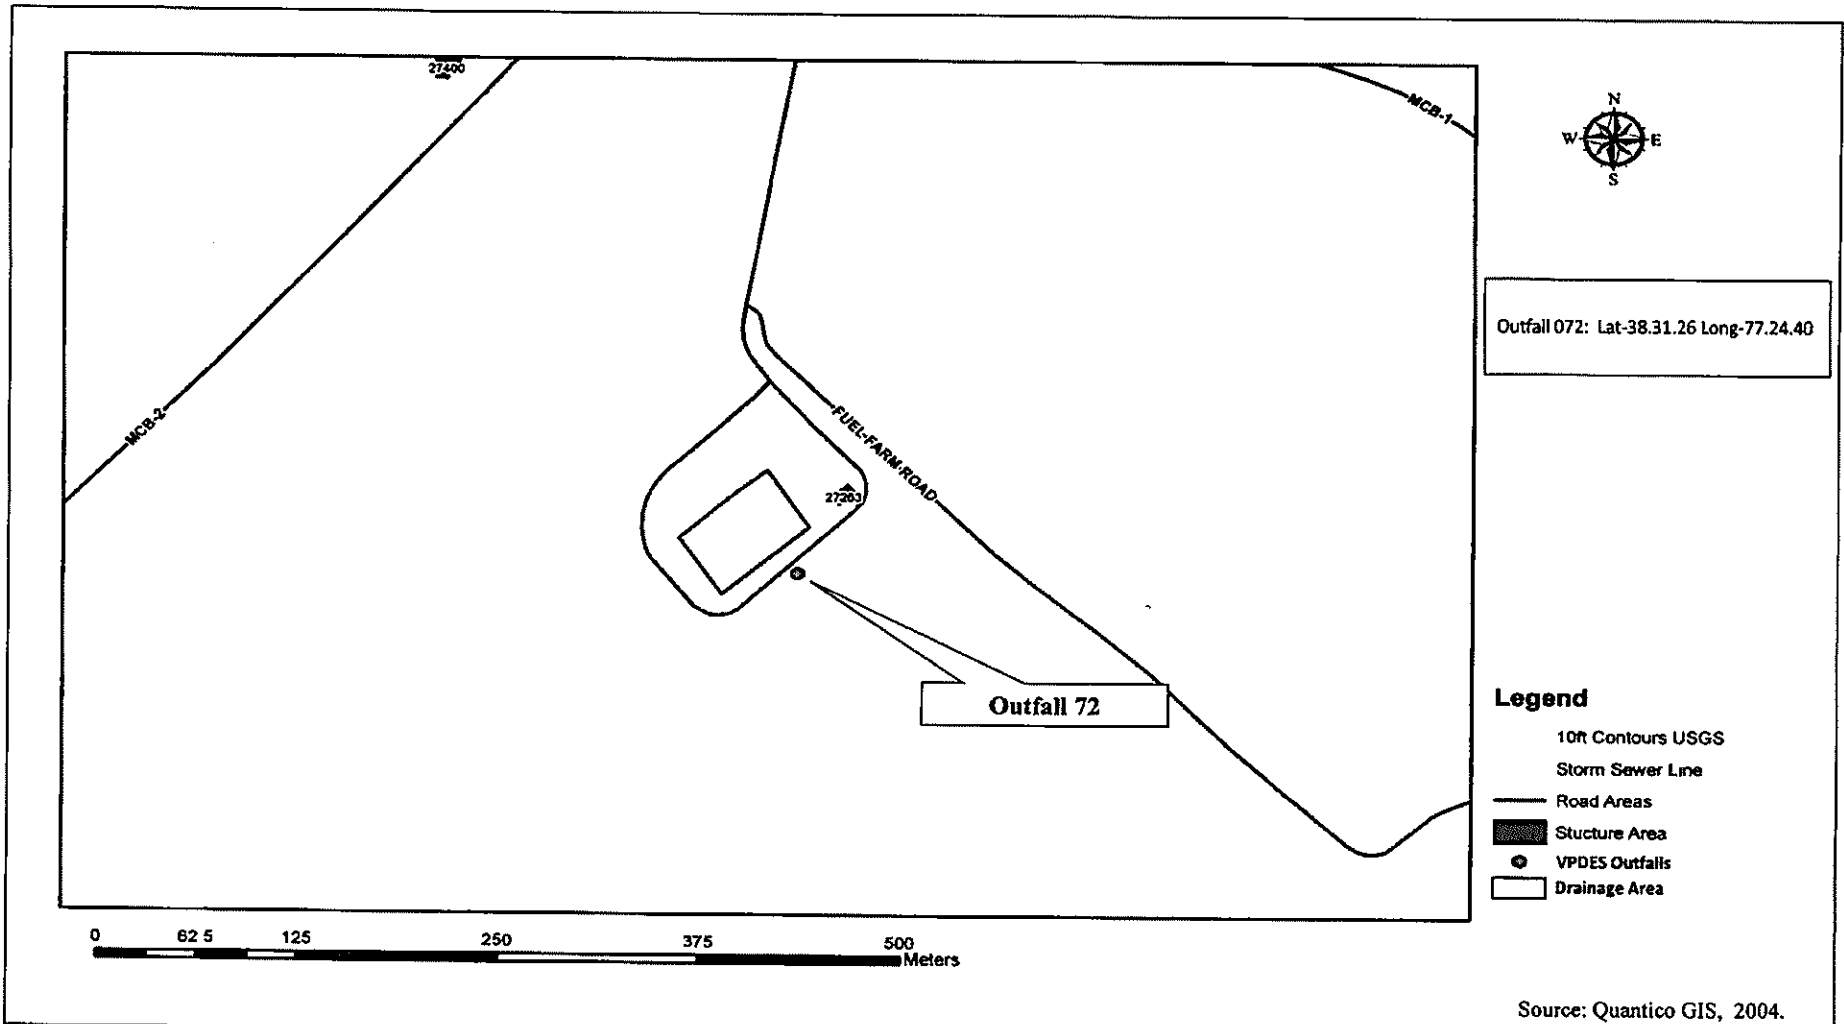 27400
MCB-1
N
W E
S
Outfall 072: Lat-38.31.26 Long-77.24.40
MCB-2
FUEL-FARM-ROAD
27263
Outfall 72
Legend
10ft Contours USGS
Storm Sewer Line
Road Areas
Stucture Area
VPDES Outfalls
Drainage Area
0 62 5 125 250 375 500
Meters
Source: Quantico GIS, 2004.